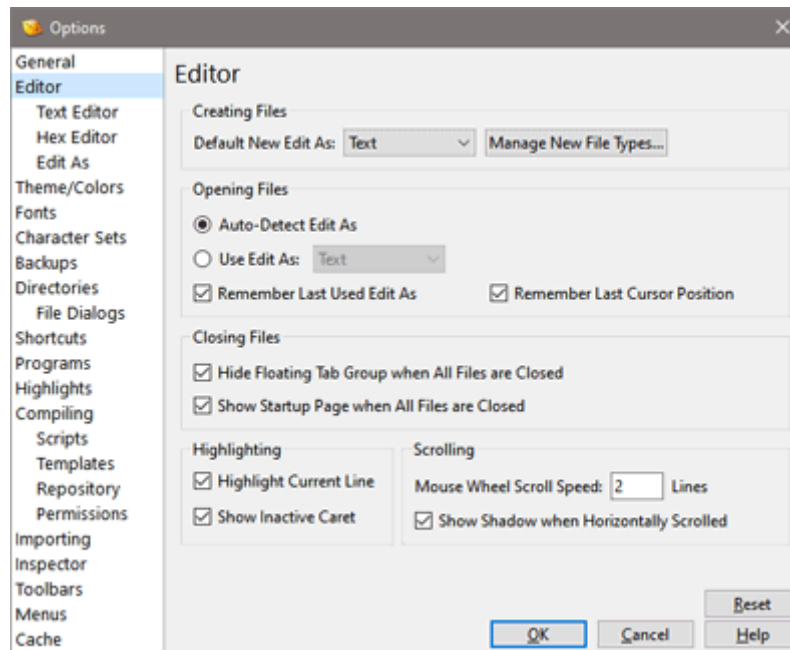 Options
General
Editor
Text Editor
Hex Editor
Edit As
Theme/Colors
Fonts
Character Sets
Backups
Directories
File Dialogs
Shortcuts
Programs
Highlights
Compiling
Scripts
Templates
Repository
Permissions
Importing
Inspector
Toolbars
Menus
Cache
Editor
Creating Files
Default New Edit As: Text Manage New File Types...
Opening Files
Auto-Detect Edit As
Use Edit As: Text
Remember Last Used Edit As Remember Last Cursor Position
Closing Files
Hide Floating Tab Group when All Files are Closed
Show Startup Page when All Files are Closed
Highlighting
Highlight Current Line
Show Inactive Caret
Scrolling
Mouse Wheel Scroll Speed: 2 Lines
Show Shadow when Horizontally Scrolled
Reset
OK Cancel Help